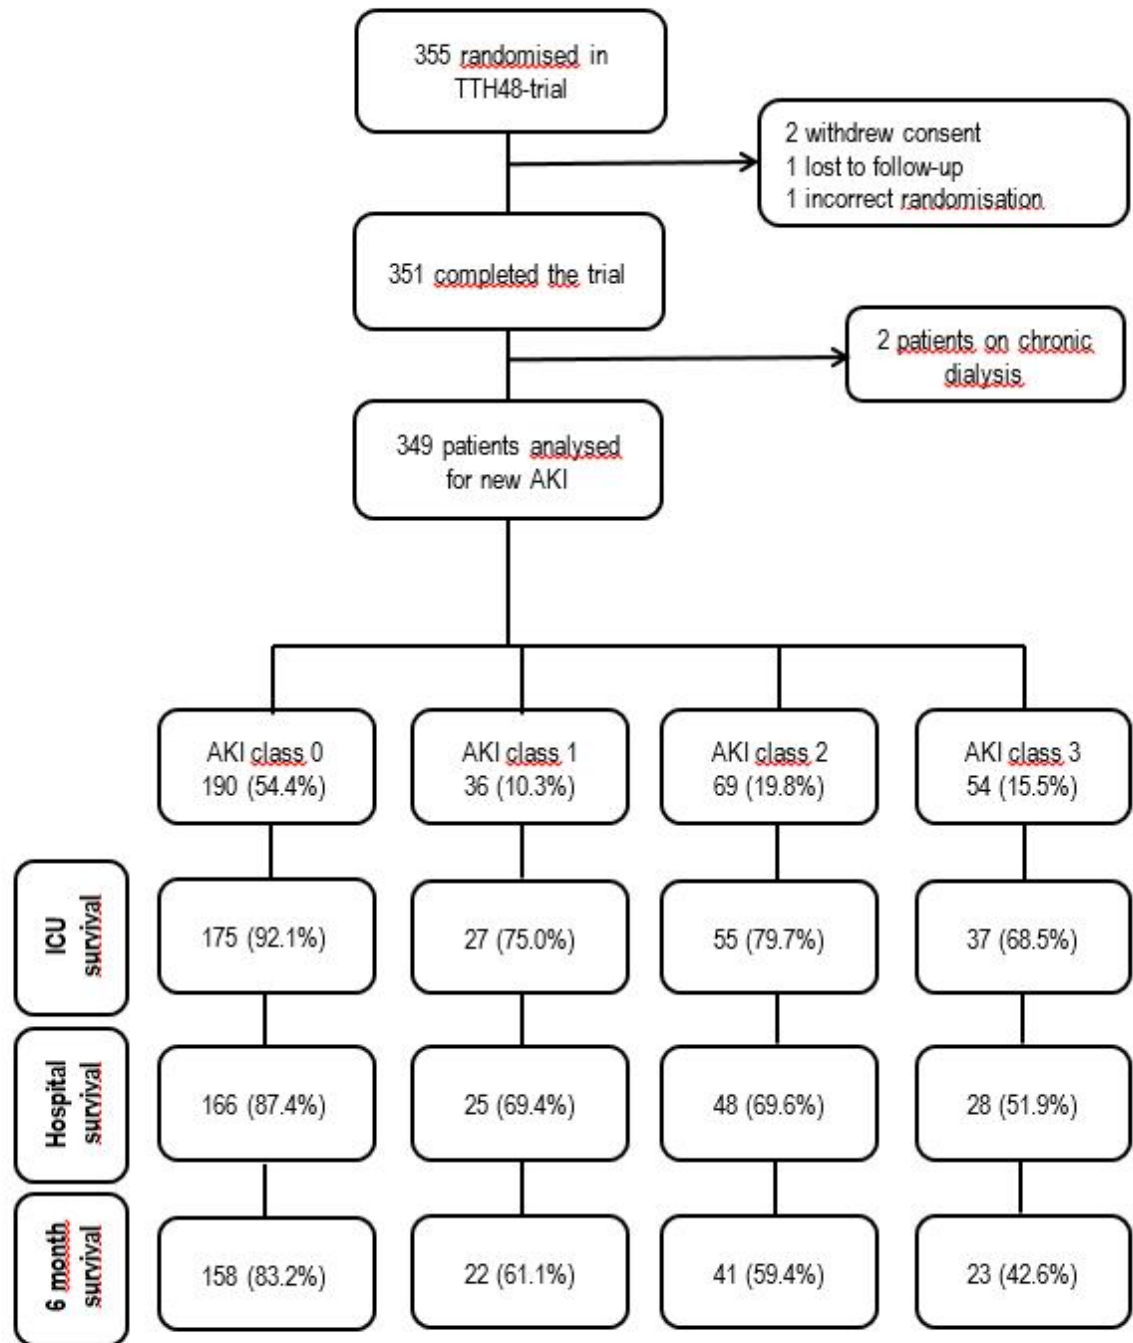 355 randomised in
TTH48-trial
2 withdrew consent
1 lost to follow-up
1 incorrect randomisation
351 completed the trial
2 patients on chronic
dialysis
349 patients analysed
for new AKI
AKI class 0
190 (54.4%)
AKI class 1
36 (10.3%)
AKI class 2
69 (19.8%)
AKI class 3
54 (15.5%)
ICU
survival
175 (92.1%)
27 (75.0%)
55 (79.7%)
37 (68.5%)
Hospital
survival
166 (87.4%)
25 (69.4%)
48 (69.6%)
28 (51.9%)
6 month
survival
158 (83.2%)
22 (61.1%)
41 (59.4%)
23 (42.6%)